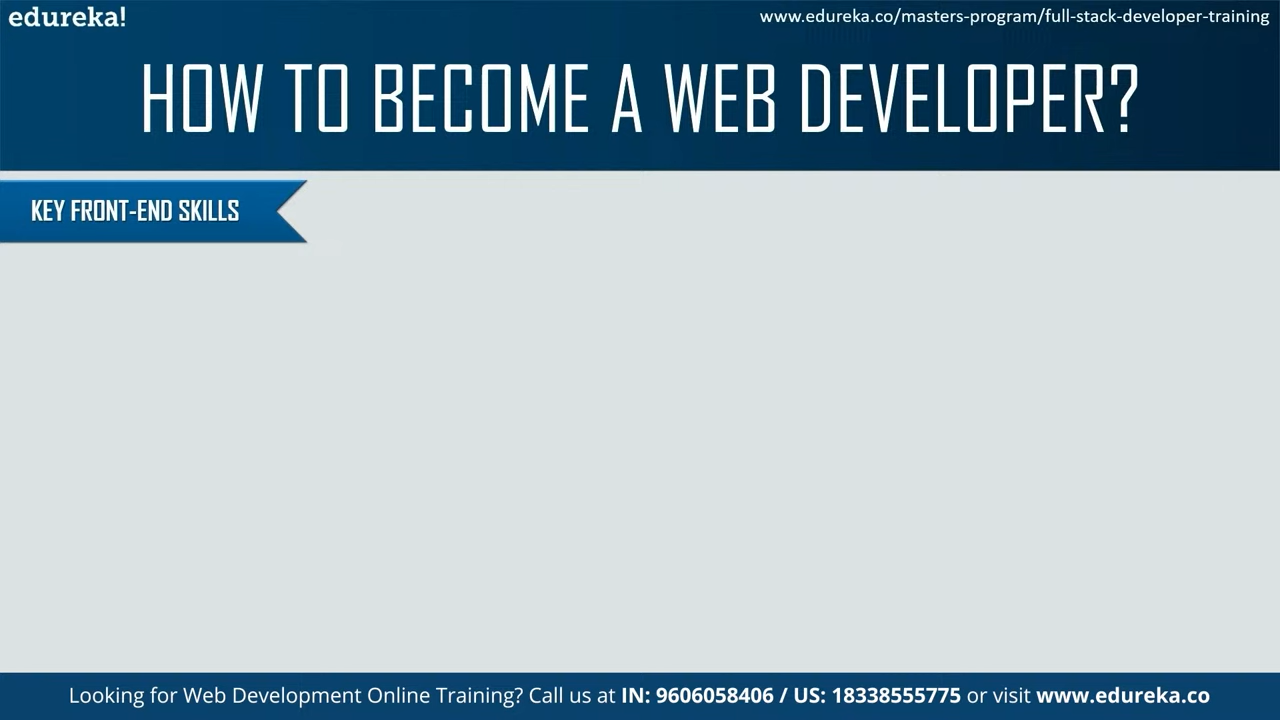 edureka!
www.edureka.co/masters-program/full-stack-developer-training
HOW TO BECOME A WEB DEVELOPER?
KEY FRONT-END SKILLS
Looking for Web Development Online Training? Call us at IN: 9606058406 / US: 18338555775 or visit www.edureka.co